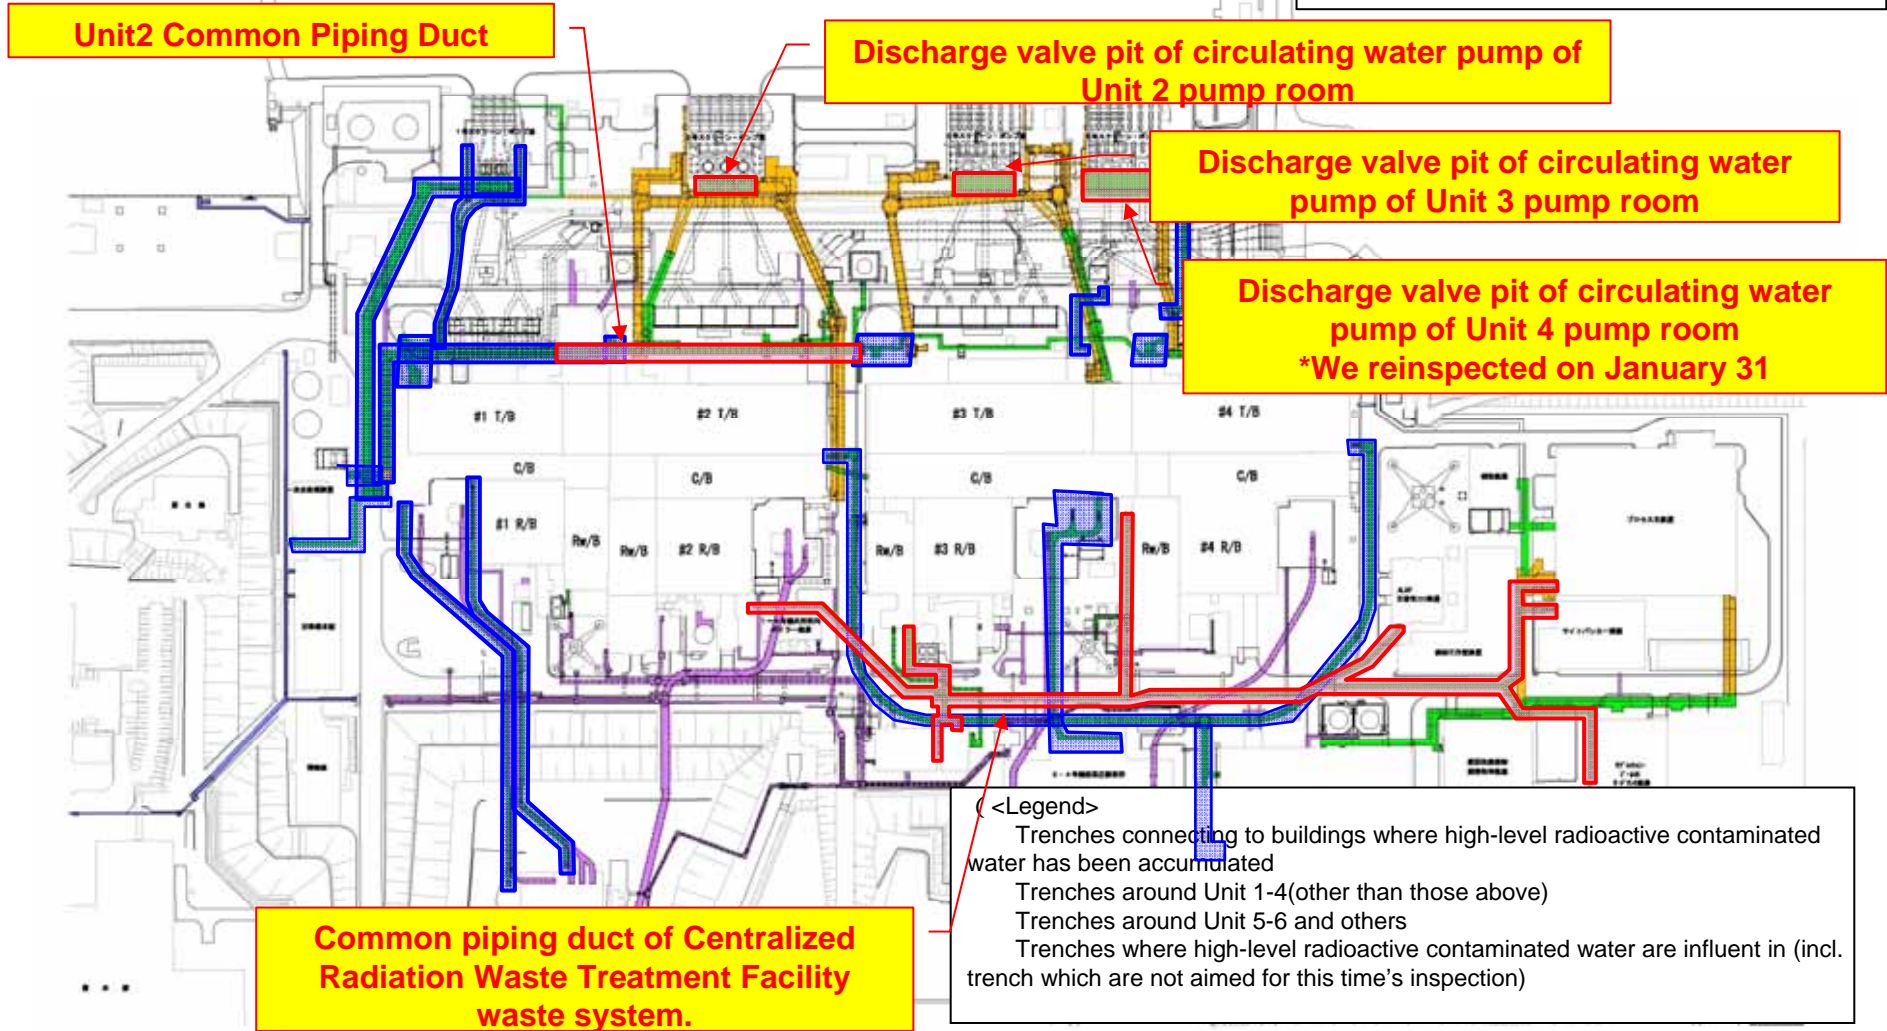 Unit2 Common Piping Duct
Discharge valve pit of circulating water pump of
Unit 2 pump room
Discharge valve pit of circulating water
pump of Unit 3 pump room
Discharge valve pit of circulating water
pump of Unit 4 pump room
*We reinspected on January 31
#1 T/B
#2 T/B
#3 T/B
#4 T/B
C/B
C/B
C/B
C/B
#1 R/B
Rw/B
Rw/B
#2 R/B
Rw/B
#3 R/B
Rw/B
#4 R/B
( <Legend>
Trenches connecting to buildings where high-level radioactive contaminated
water has been accumulated
Trenches around Unit 1-4(other than those above)
Trenches around Unit 5-6 and others
Trenches where high-level radioactive contaminated water are influent in (incl.
trench which are not aimed for this time's inspection)
Common piping duct of Centralized
Radiation Waste Treatment Facility
waste system.